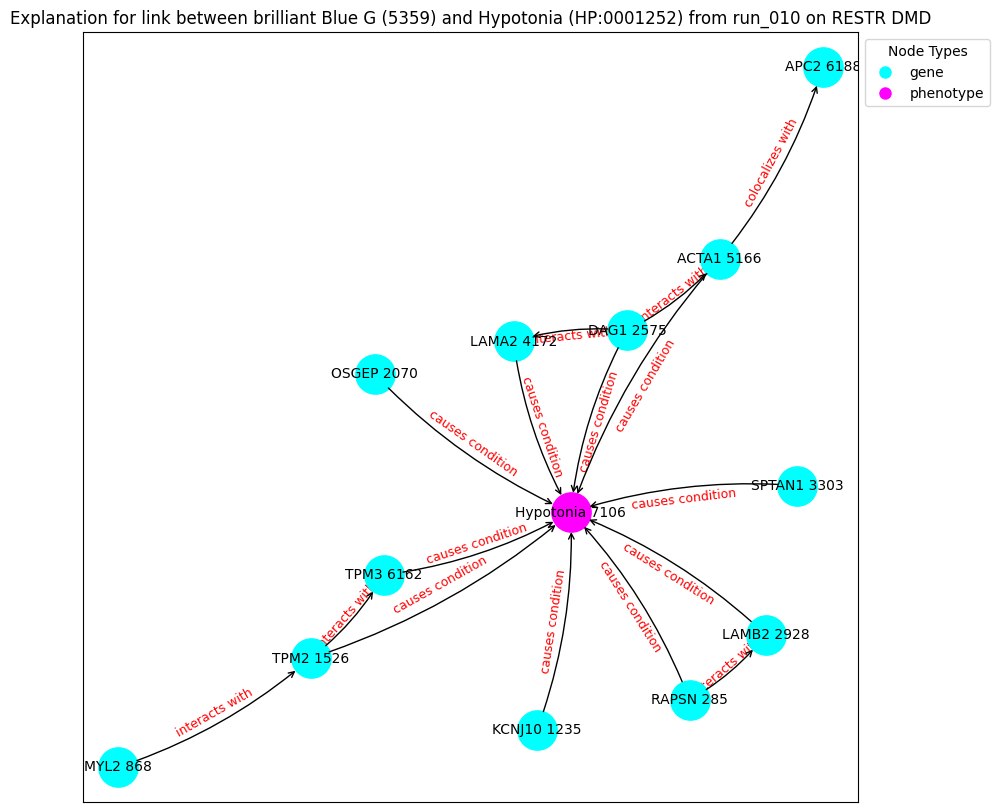 Explanation for link between brilliant Blue G (5359) and Hypotonia (HP:0001252) from run_010 on RESTR DMD
Node Types
gene
phenotype
APC2 6188
colocalizes with
ACTA1 5166
interacts with
DAG1 2575
LAMA2 4172
interacts with
OSGEP 2070
causes condition
causes condition
causes condition
causes condition
SPTAN1 3303
causes condition
Hypotonia 7106
causes condition
TPM3 6162
causes condition
causes condition
causes condition
causes condition
interacts with
TPM2 1526
LAMB2 2928
interacts with
RAPSN 285
interacts with
KCNJ10 1235
MYL2 868